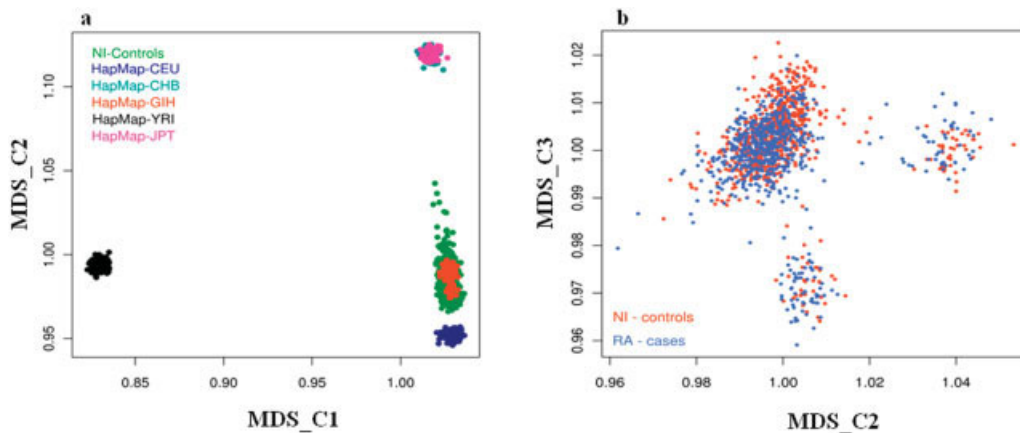 a
NI-Controls
HapMap-CEU
HapMap-CHB
HapMap-GIH
HapMap-YRI
HapMap-JPT
MDS_C2
1.10
1.05
1.00
0.95
0.85
0.90
0.95
1.00
MDS_C1
b
MDS_C3
1.02
1.01
1.00
0.99
0.98
0.97
0.96
NI - controls
RA - cases
0.96
0.98
1.00
1.02
1.04
MDS_C2